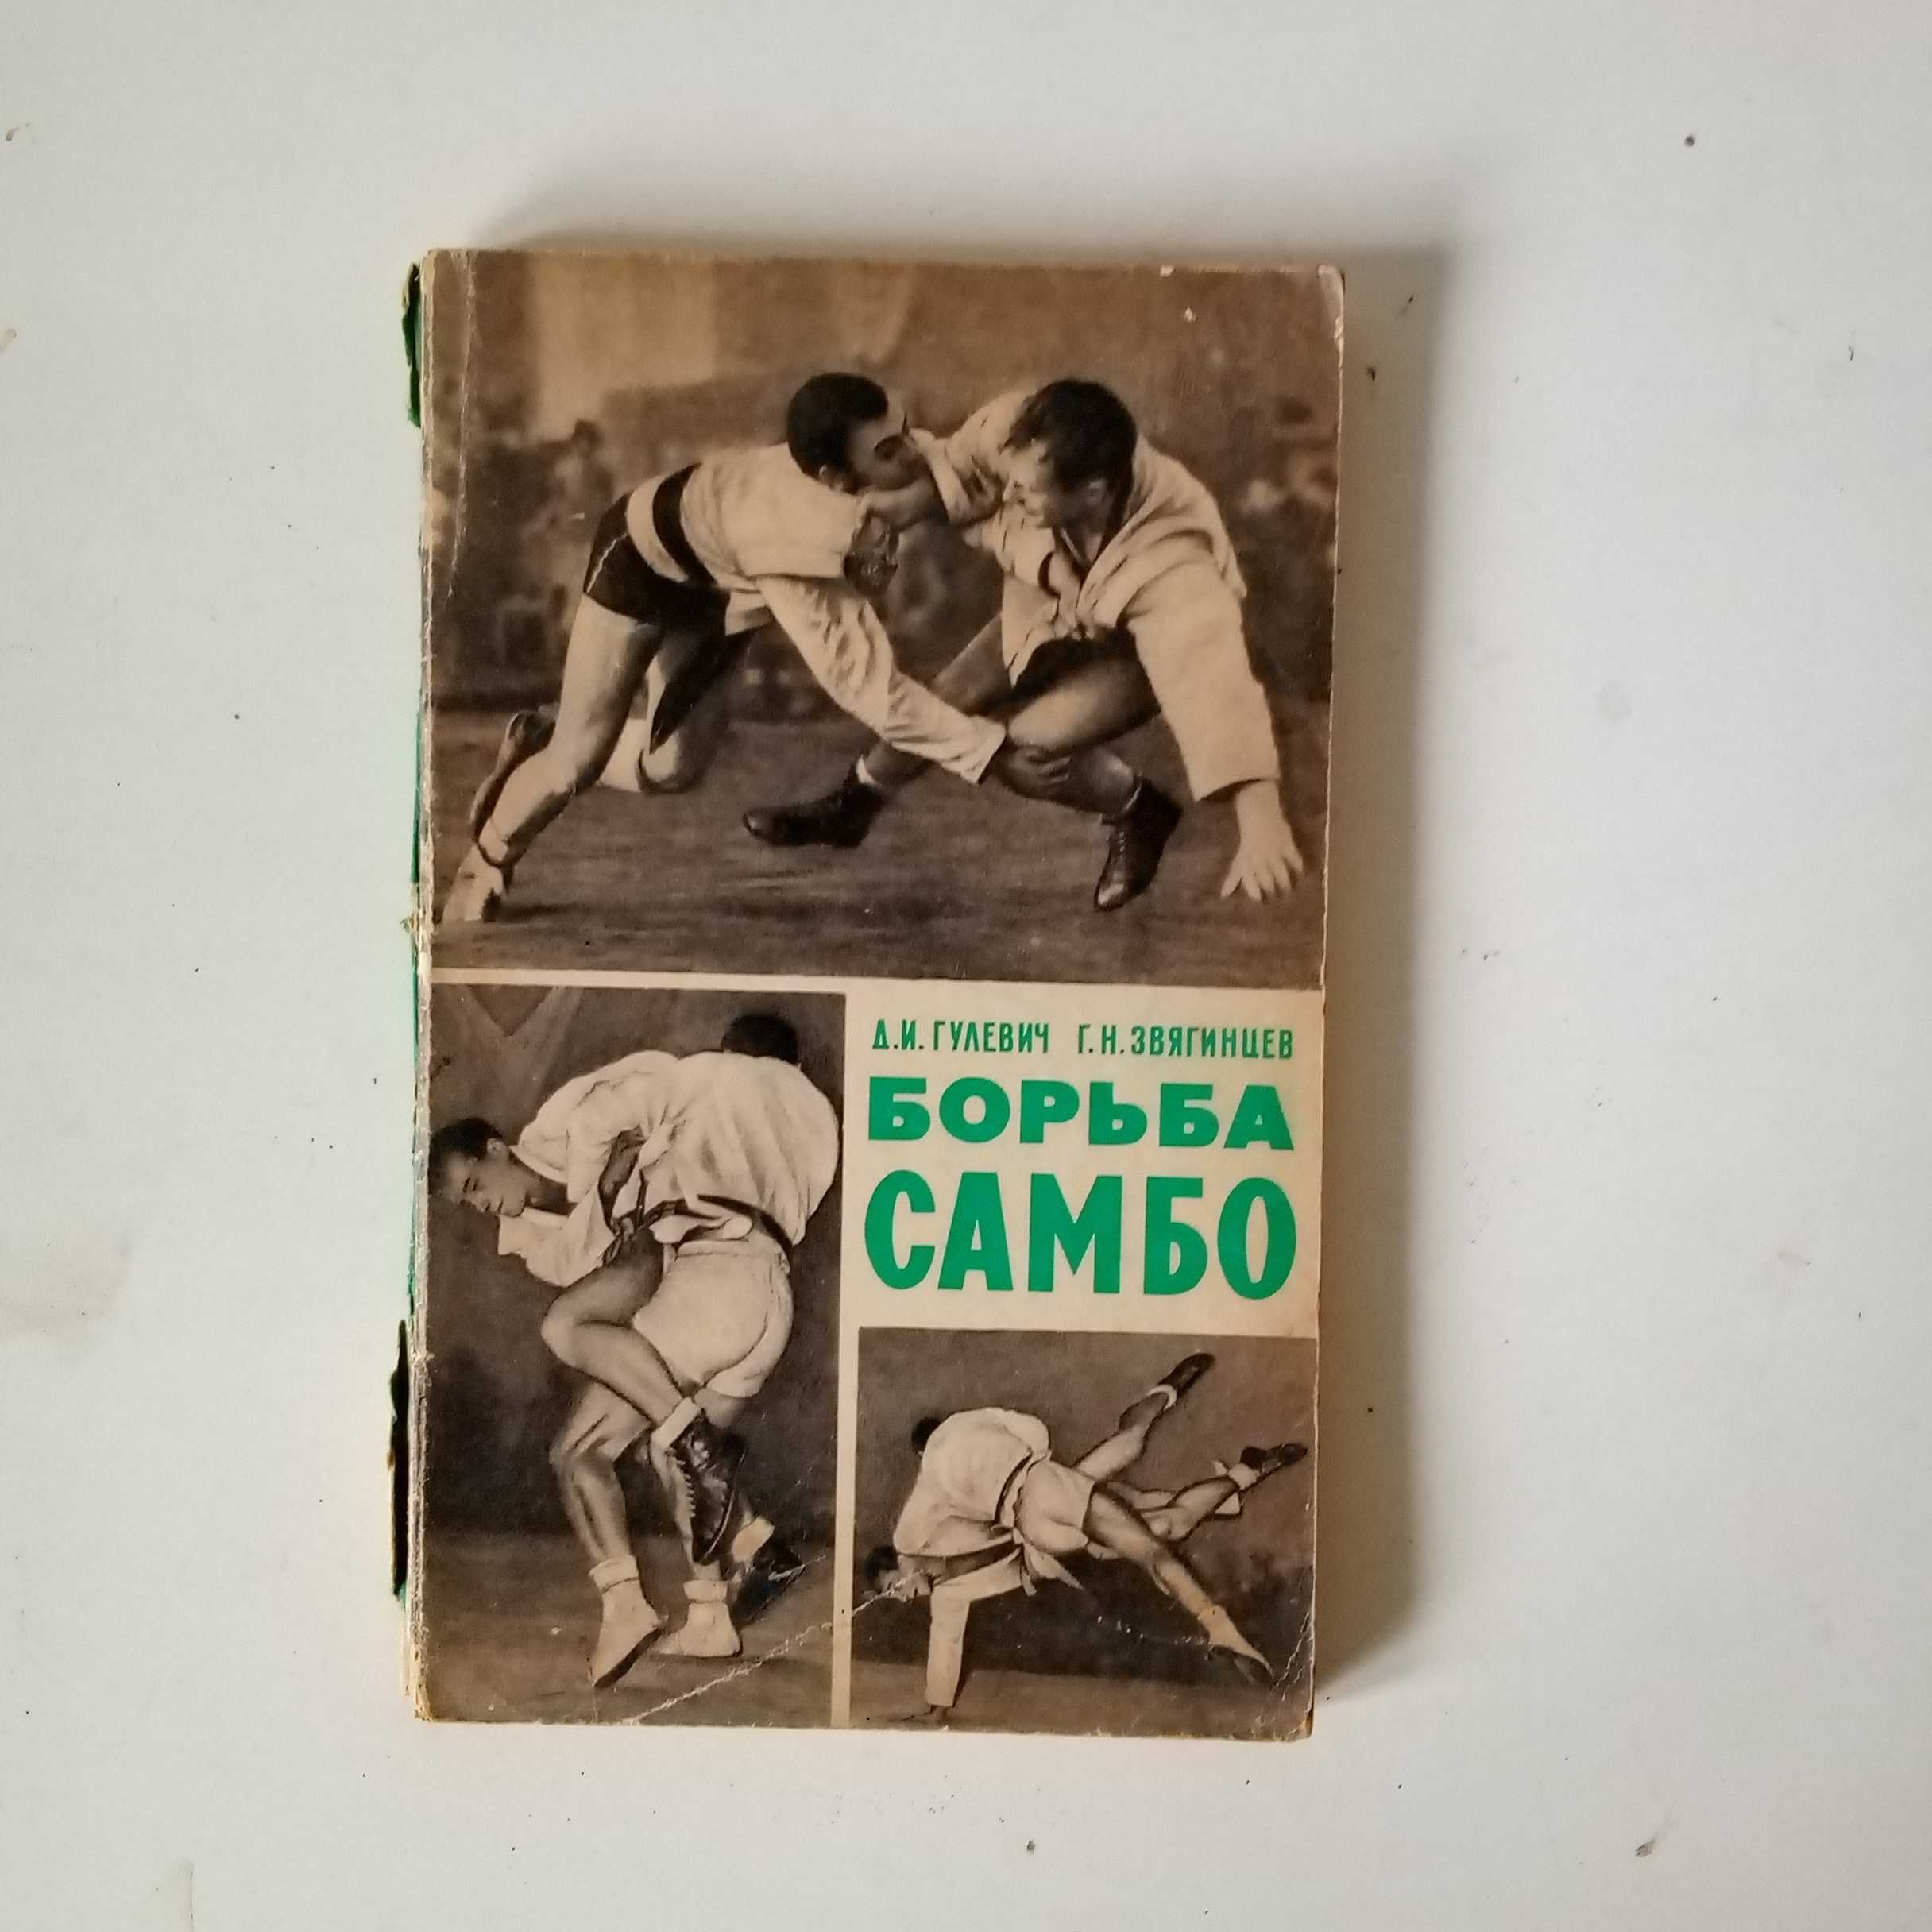 Д.И. ГУЛЕВИЧ Г.Н. ЗВЯГИНЦЕВ
БОРЬБА
САМБО